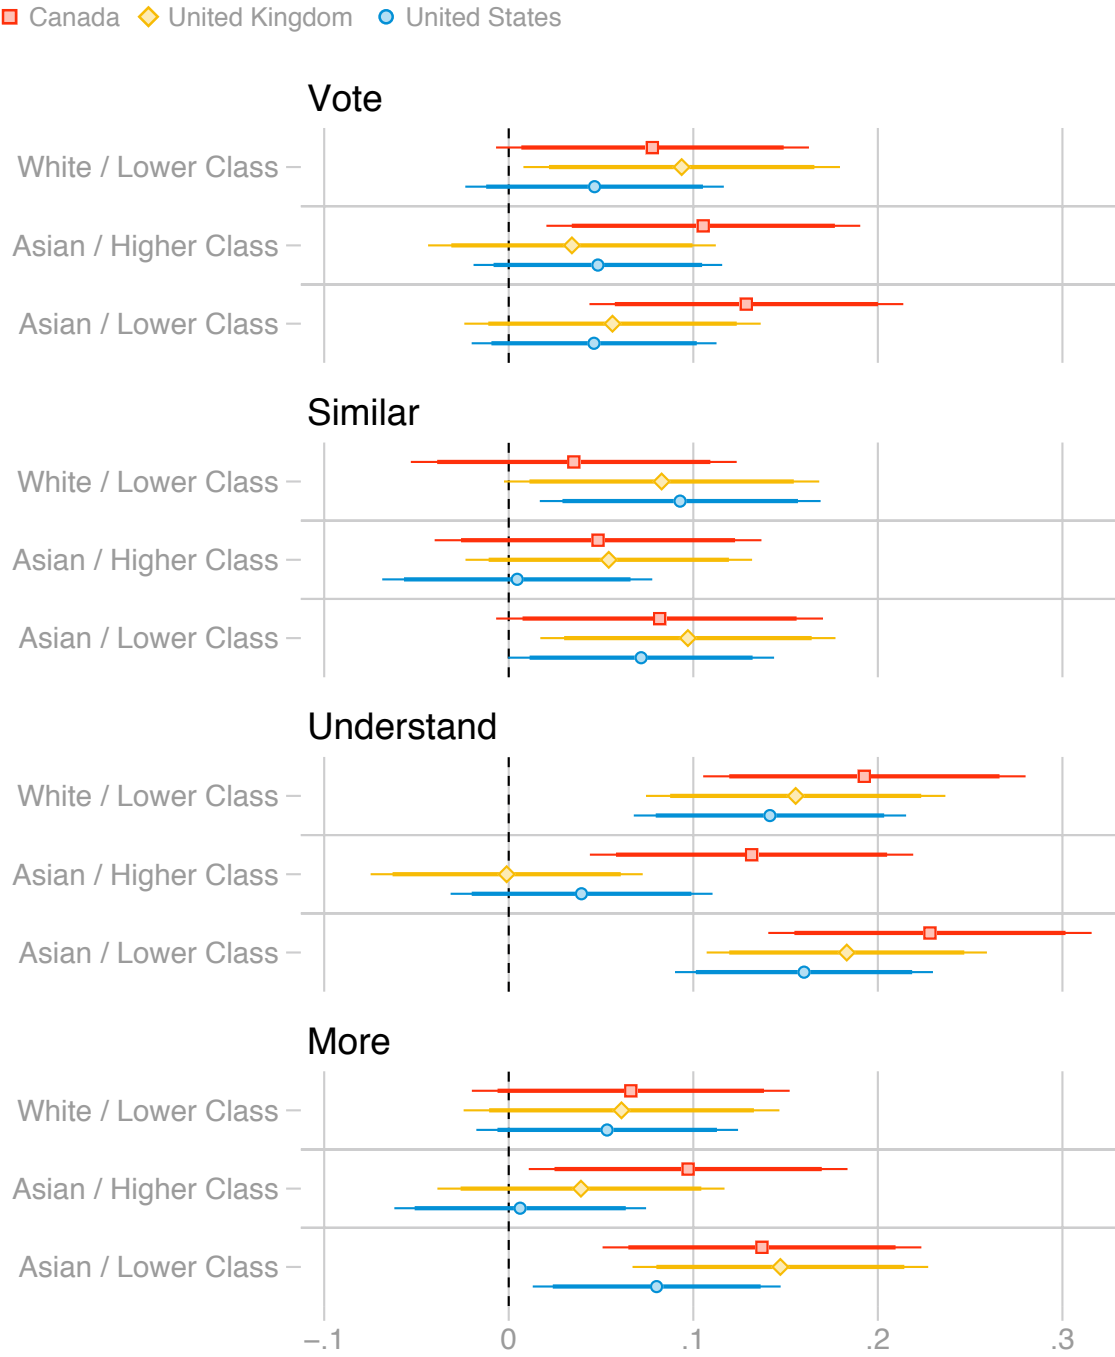 Canada United Kingdom United States
Vote
White / Lower Class
Asian / Higher Class
Asian / Lower Class
Similar
White / Lower Class
Asian / Higher Class
Asian / Lower Class
Understand
White / Lower Class
Asian / Higher Class
Asian / Lower Class
More
White / Lower Class
Asian / Higher Class
Asian / Lower Class
-.1 0 .1 .2 .3